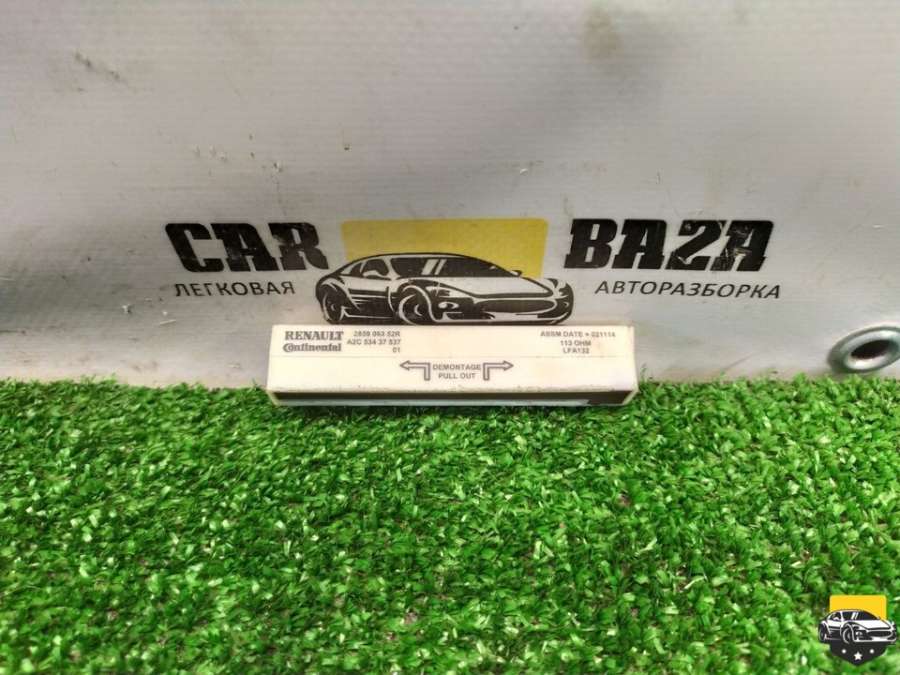 CAR BAZA
ЛЕГКОВАЯ АВТОРАЗБОРКА
RENAULT 2859 063 52R ASSM.DATE + 021114
Continental A2C 534 37 537 113 OHM
01 LFA132
DEMONTAGE
PULL OUT